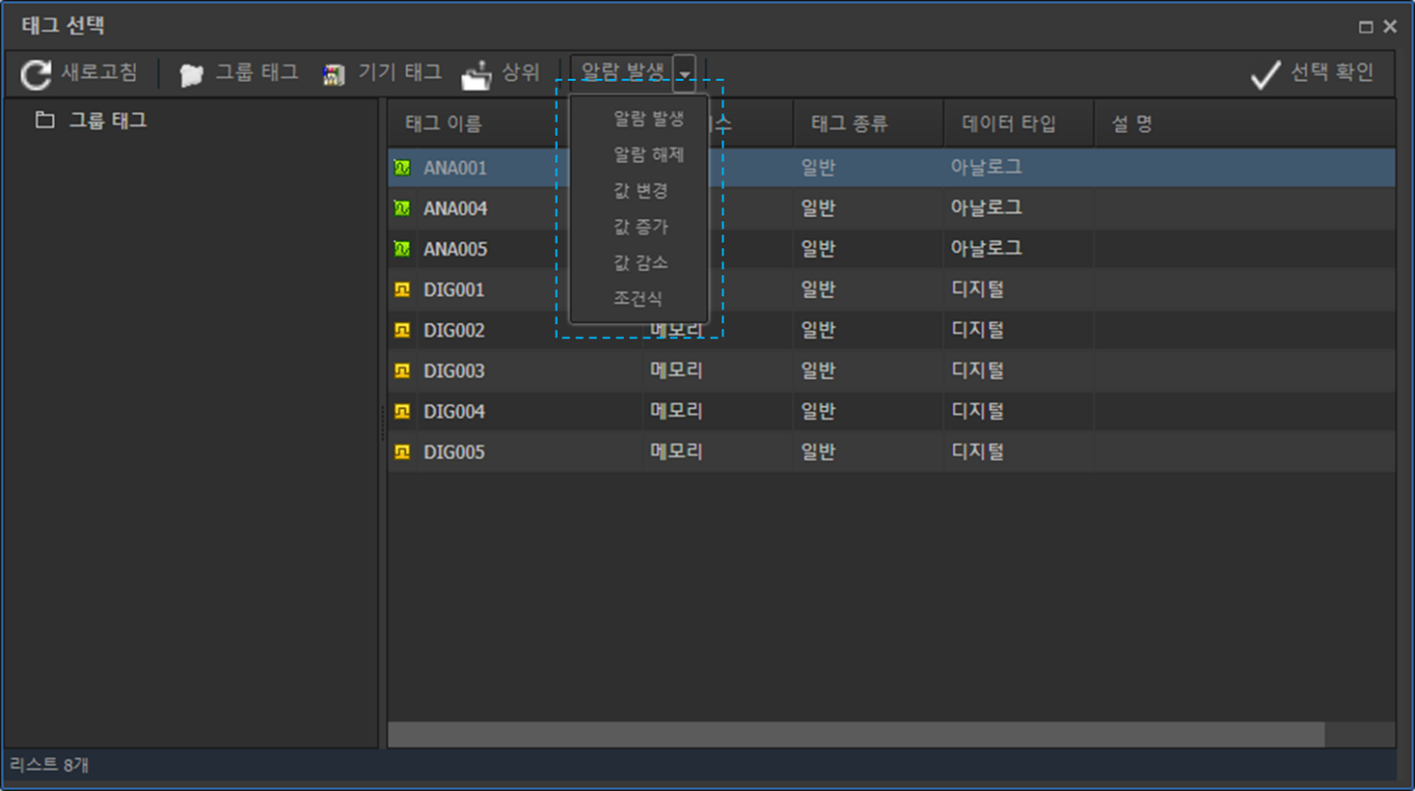 태그 선택
새로고침 그룹 태그 기기 태그 상위 알람 발생 선택 확인
그룹 태그
태그 이름 스 태그 종류 데이터 타입 설 명
알람 발생
알람 해제
값 변경
값 증가
값 감소
조건식
ANA001 일반 아날로그
ANA004 일반 아날로그
ANA005 일반 아날로그
DIG001 일반 디지털
DIG002 메모리 일반 디지털
DIG003 메모리 일반 디지털
DIG004 메모리 일반 디지털
DIG005 메모리 일반 디지털
리스트 8개